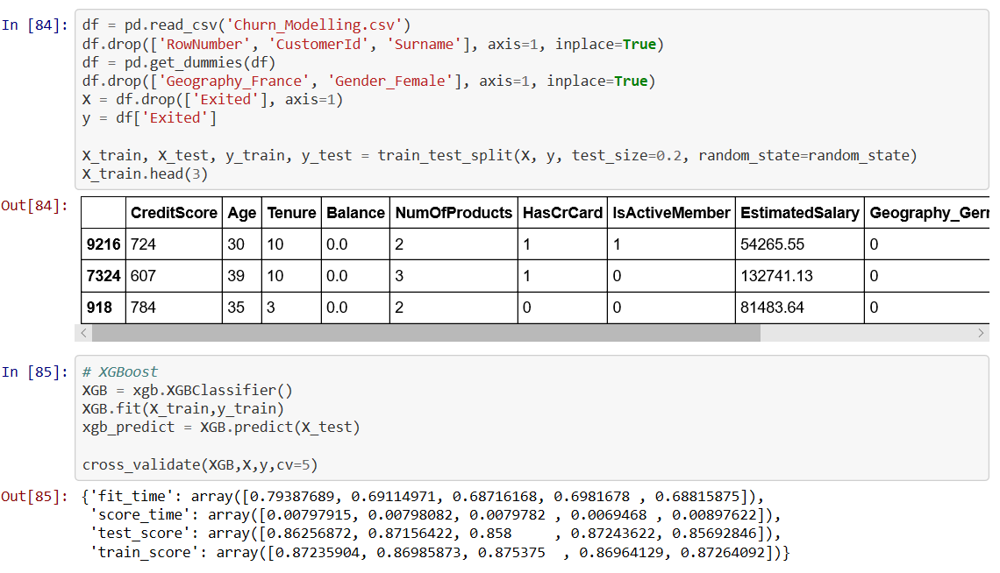 In [84]: df = pd.read_csv('Churn_Modelling.csv')
df.drop(['RowNumber', 'CustomerId', 'Surname'], axis=1, inplace=True)
df = pd.get_dummies(df)
df.drop(['Geography_France', 'Gender_Female'], axis=1, inplace=True)
X = df.drop(['Exited'], axis=1)
y = df['Exited']
X_train, X_test, y_train, y_test = train_test_split(X, y, test_size=0.2, random_state=random_state)
X_train.head(3)
Out[84]: CreditScore Age Tenure Balance NumOfProducts HasCrCard IsActiveMember EstimatedSalary Geography_Gerr
9216 724 30 10 0.0 2 1 1 54265.55 0
7324 607 39 10 0.0 3 1 0 132741.13 0
918 784 35 3 0.0 2 0 0 81483.64 0
In [85]: # XGBoost
XGB = xgb.XGBClassifier()
XGB.fit(X_train,y_train)
xgb_predict = XGB.predict(X_test)
cross_validate(XGB,X,y,cv=5)
Out[85]: {'fit_time': array([0.79387689, 0.69114971, 0.68716168, 0.6981678 , 0.68815875]),
'score_time': array([0.00797915, 0.00798082, 0.0079782 , 0.0069468 , 0.00897622]),
'test_score': array([0.86256872, 0.87156422, 0.858     , 0.87243622, 0.85692846]),
'train_score': array([0.87235904, 0.86985873, 0.875375  , 0.86964129, 0.87264092])}